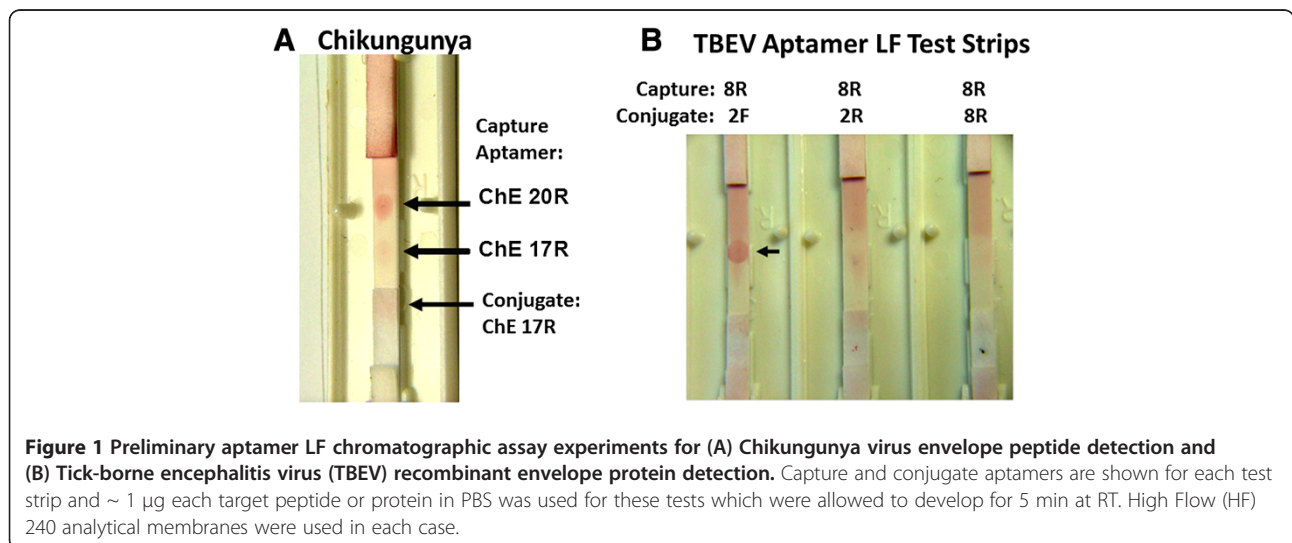 A Chikungunya
Capture
Aptamer:
ChE 20R
ChE 17R
Conjugate:
ChE 17R
B TBEV Aptamer LF Test Strips
Capture: 8R 8R 8R
Conjugate: 2F 2R 8R
R
R
R
Figure 1 Preliminary aptamer LF chromatographic assay experiments for (A) Chikungunya virus envelope peptide detection and
(B) Tick-borne encephalitis virus (TBEV) recombinant envelope protein detection. Capture and conjugate aptamers are shown for each test
strip and ~ 1 μg each target peptide or protein in PBS was used for these tests which were allowed to develop for 5 min at RT. High Flow (HF)
240 analytical membranes were used in each case.